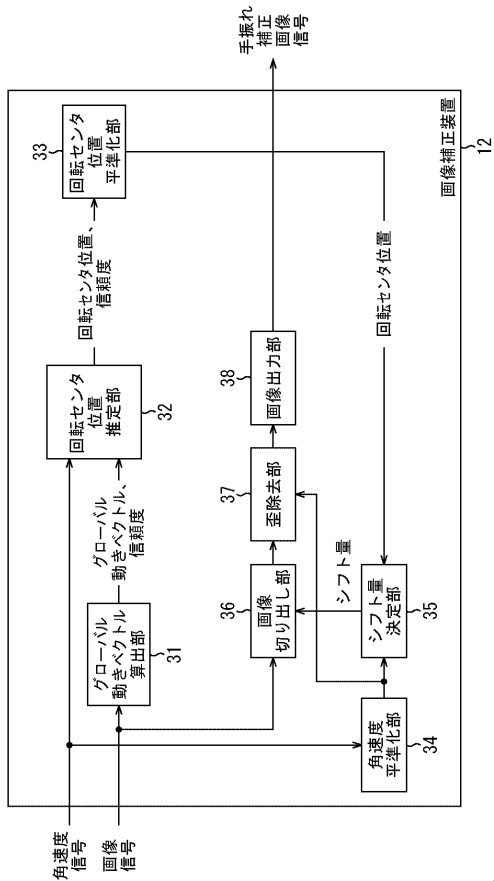 角速度
信号
画像
信号
グローバル
動きベクトル
算出部
31
グローバル
動きベクトル、
信頼度
回転センタ
位置
推定部
32
回転センタ位置、
信頼度
回転センタ
位置
平準化部
33
角速度
平準化部
34
シフト量
決定部
35
シフト量
画像
切り出し部
36
歪除去部
37
画像出力部
38
回転センタ位置
手振れ
補正
画像
信号
画像補正装置
12